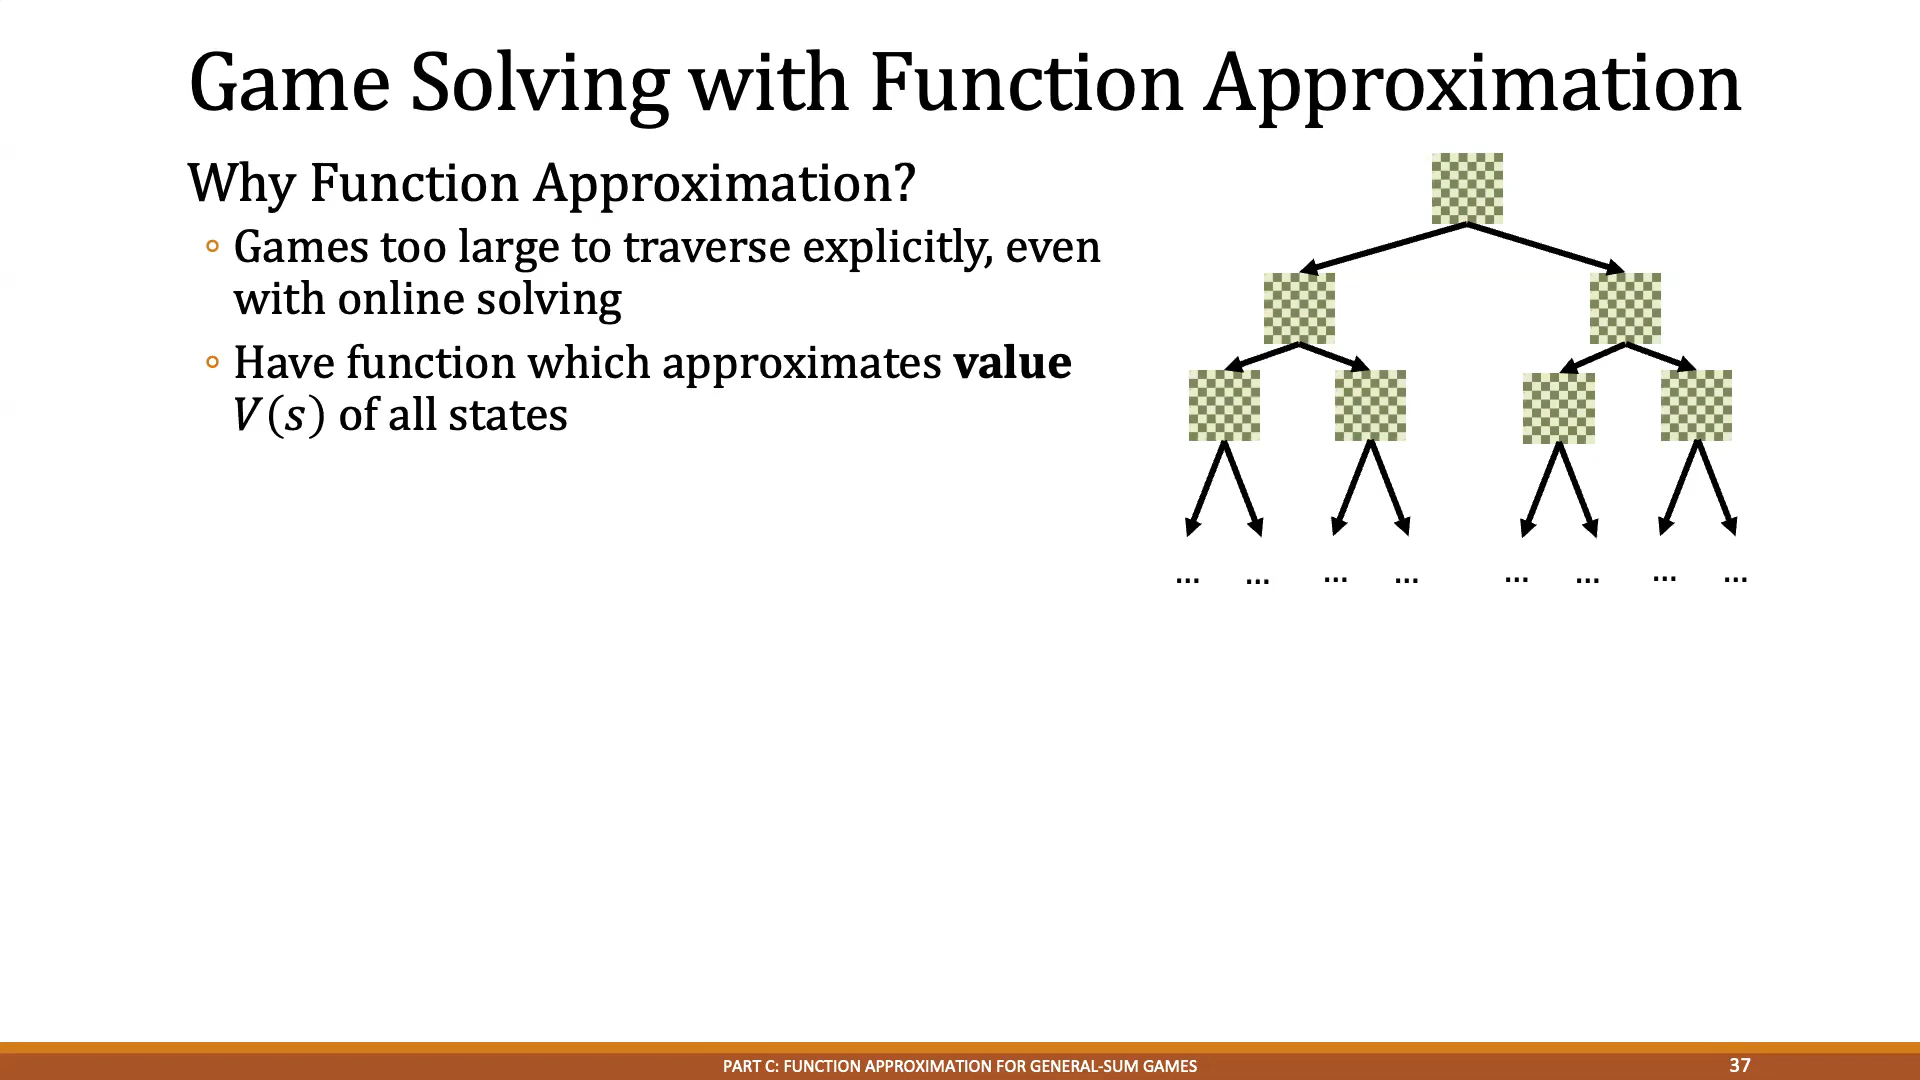 Game Solving with Function Approximation
Why Function Approximation?
◦ Games too large to traverse explicitly, even
with online solving
◦ Have function which approximates value
V(s) of all states
... ... ... ... ... ... ... ...
PART C: FUNCTION APPROXIMATION FOR GENERAL-SUM GAMES
37